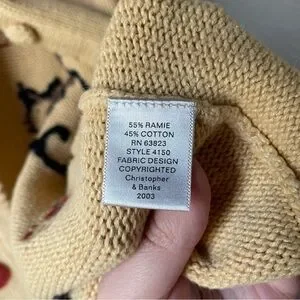 55% RAMIE
45% COTTON
RN 63823
STYLE 4150
FABRIC DESIGN
COPYRIGHTED
Christopher
& Banks
2003